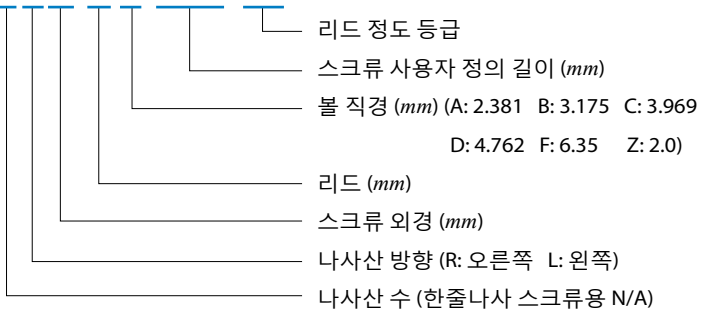 리드 정도 등급
스크류 사용자 정의 길이 (mm)
볼 직경 (mm) (A: 2.381 B: 3.175 C: 3.969
D: 4.762 F: 6.35 Z: 2.0)
리드 (mm)
스크류 외경 (mm)
나사산 방향 (R: 오른쪽 L: 왼쪽)
나사산 수 (한줄나사 스크류용 N/A)